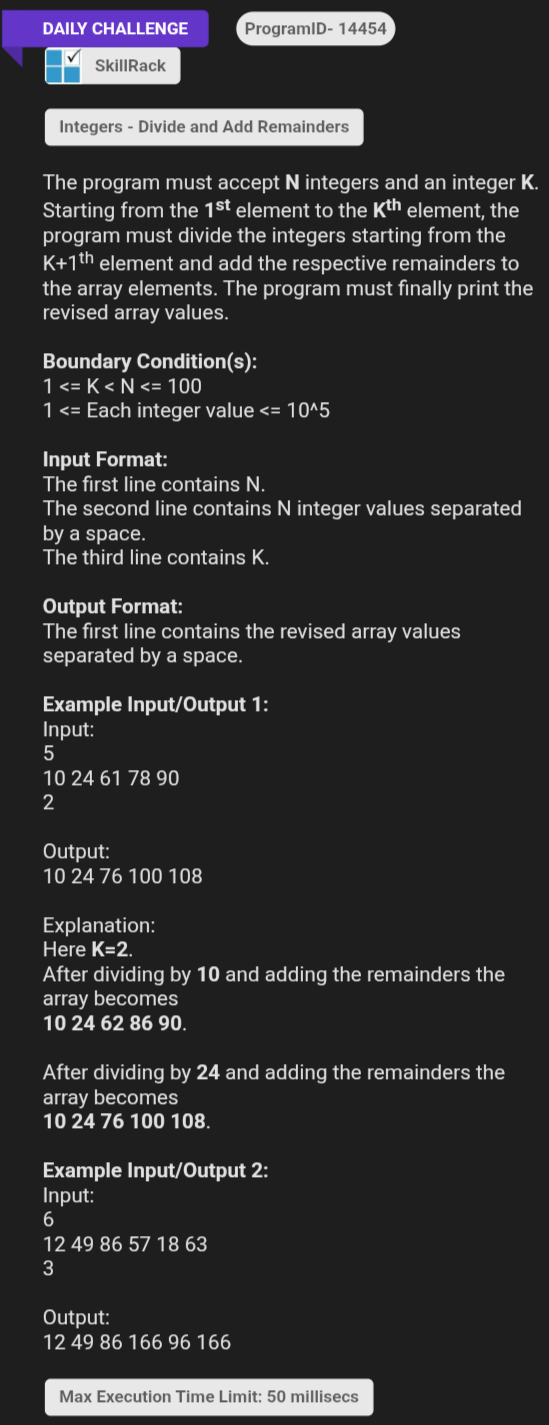 DAILY CHALLENGE
ProgramID- 14454
SkillRack
Integers - Divide and Add Remainders
The program must accept N integers and an integer K.
Starting from the 1st element to the Kth element, the
program must divide the integers starting from the
K+1th element and add the respective remainders to
the array elements. The program must finally print the
revised array values.
Boundary Condition(s):
1 <= K < N <= 100
1 <= Each integer value <= 10^5
Input Format:
The first line contains N.
The second line contains N integer values separated
by a space.
The third line contains K.
Output Format:
The first line contains the revised array values
separated by a space.
Example Input/Output 1:
Input:
5
10 24 61 78 90
2
Output:
10 24 76 100 108
Explanation:
Here K=2.
After dividing by 10 and adding the remainders the
array becomes
10 24 62 86 90.
After dividing by 24 and adding the remainders the
array becomes
10 24 76 100 108.
Example Input/Output 2:
Input:
6
12 49 86 57 18 63
3
Output:
12 49 86 166 96 166
Max Execution Time Limit: 50 millisecs